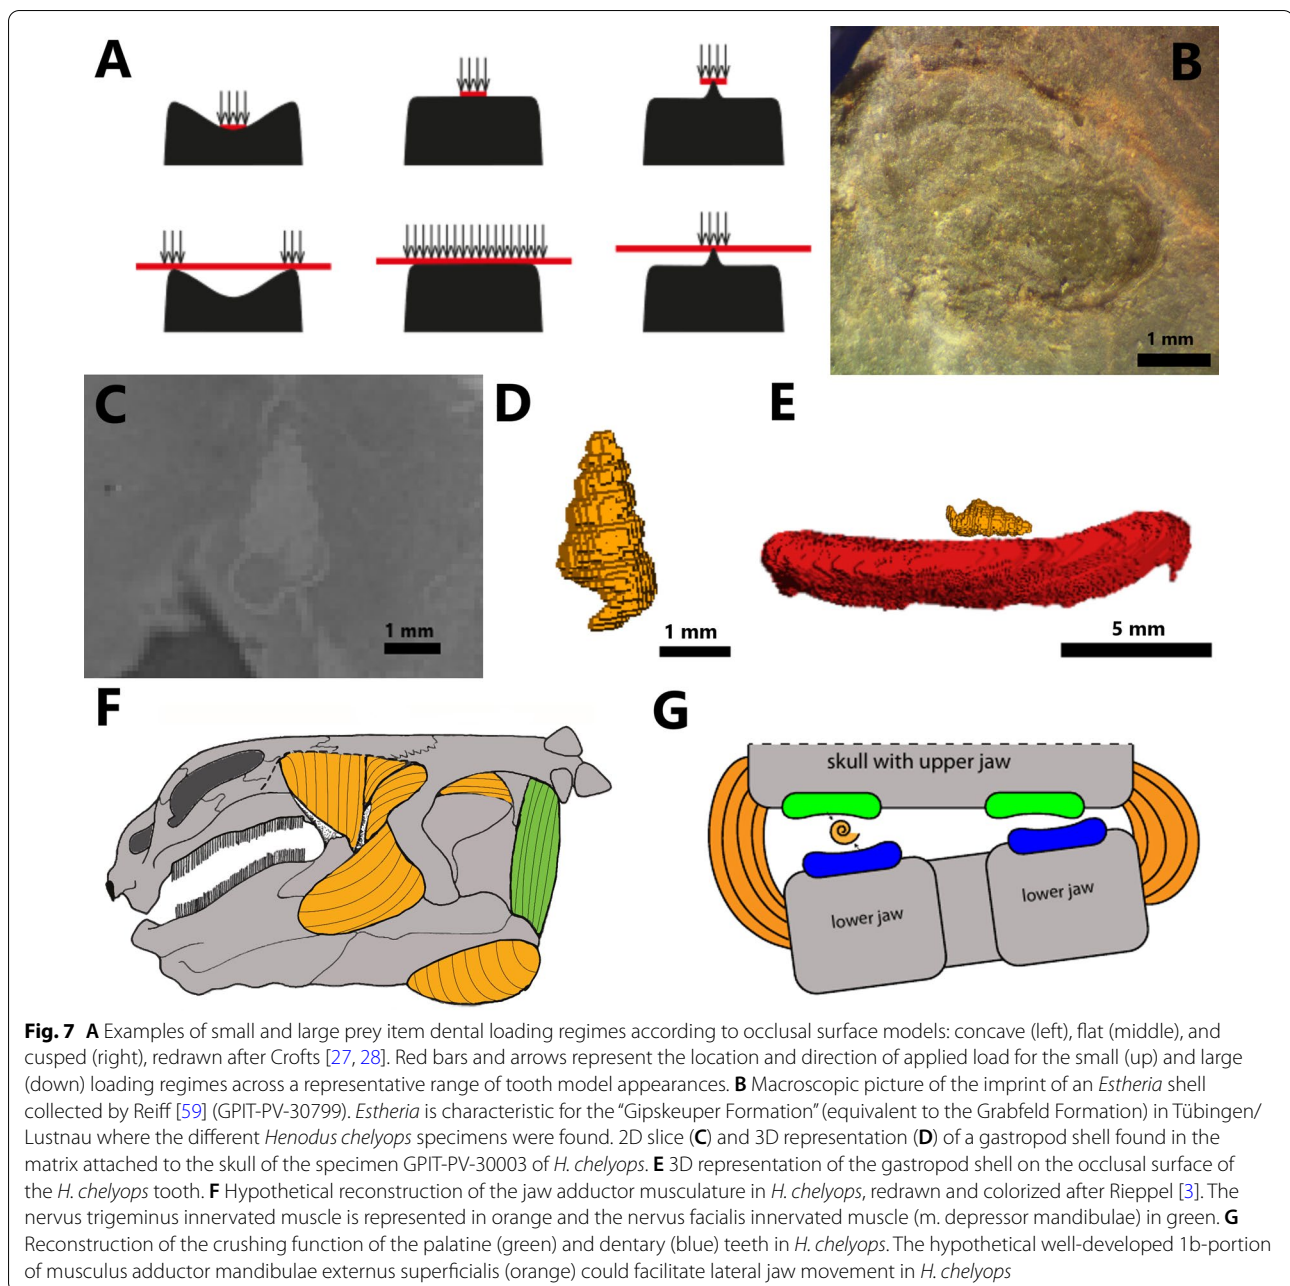 A
B
1 mm
C
1 mm
D
1 mm
E
5 mm
F
G
skull with upper jaw
lower jaw
lower jaw
Fig. 7 A Examples of small and large prey item dental loading regimes according to occlusal surface models: concave (left), flat (middle), and
cusped (right), redrawn after Crofts [27, 28]. Red bars and arrows represent the location and direction of applied load for the small (up) and large
(down) loading regimes across a representative range of tooth model appearances. B Macroscopic picture of the imprint of an Estheria shell
collected by Reiff [59] (GPIT-PV-30799). Estheria is characteristic for the “Gipskeuper Formation” (equivalent to the Grabfeld Formation) in Tübingen/
Lustnau where the different Henodus chelyops specimens were found. 2D slice (C) and 3D representation (D) of a gastropod shell found in the
matrix attached to the skull of the specimen GPIT-PV-30003 of H. chelyops. E 3D representation of the gastropod shell on the occlusal surface of
the H. chelyops tooth. F Hypothetical reconstruction of the jaw adductor musculature in H. chelyops, redrawn and colorized after Rieppel [3]. The
nervus trigeminus innervated muscle is represented in orange and the nervus facialis innervated muscle (m. depressor mandibulae) in green. G
Reconstruction of the crushing function of the palatine (green) and dentary (blue) teeth in H. chelyops. The hypothetical well-developed 1b-portion
of musculus adductor mandibulae externus superficialis (orange) could facilitate lateral jaw movement in H. chelyops